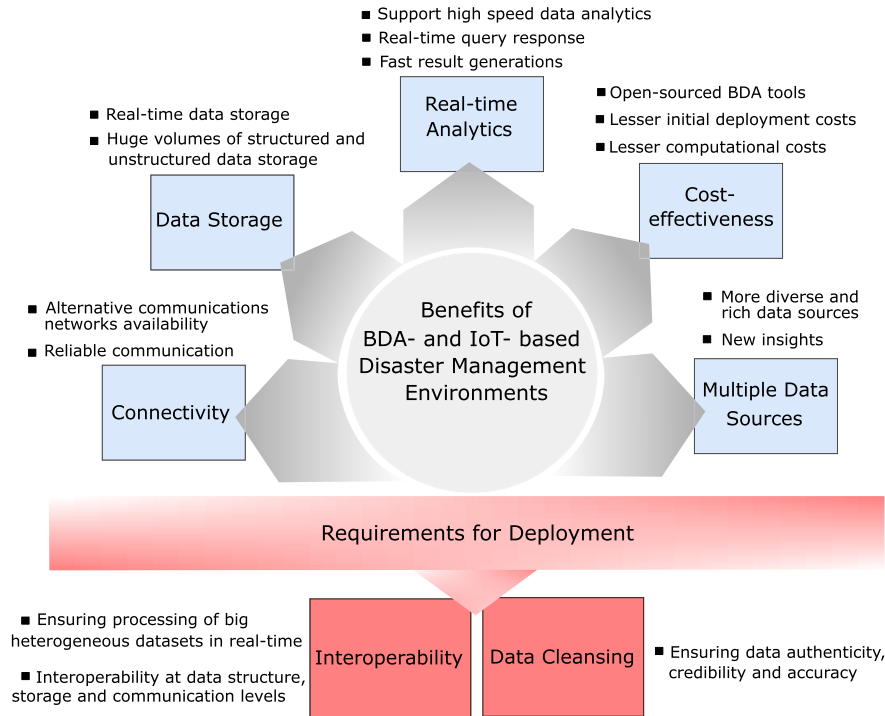 ■ Support high speed data analytics
■ Real-time query response
■ Fast result generations
Real-time
Analytics
■ Real-time data storage
■ Huge volumes of structured and
unstructured data storage
Data Storage
■ Open-sourced BDA tools
■ Lesser initial deployment costs
■ Lesser computational costs
Cost-
effectiveness
■ Alternative communications
networks availability
■ Reliable communication
Connectivity
Benefits of
BDA- and IoT- based
Disaster Management
Environments
■ More diverse and
rich data sources
■ New insights
Multiple Data
Sources
Requirements for Deployment
■ Ensuring processing of big
heterogeneous datasets in real-time
■ Interoperability at data structure,
storage and communication levels
Interoperability
Data Cleansing
■ Ensuring data authenticity,
credibility and accuracy